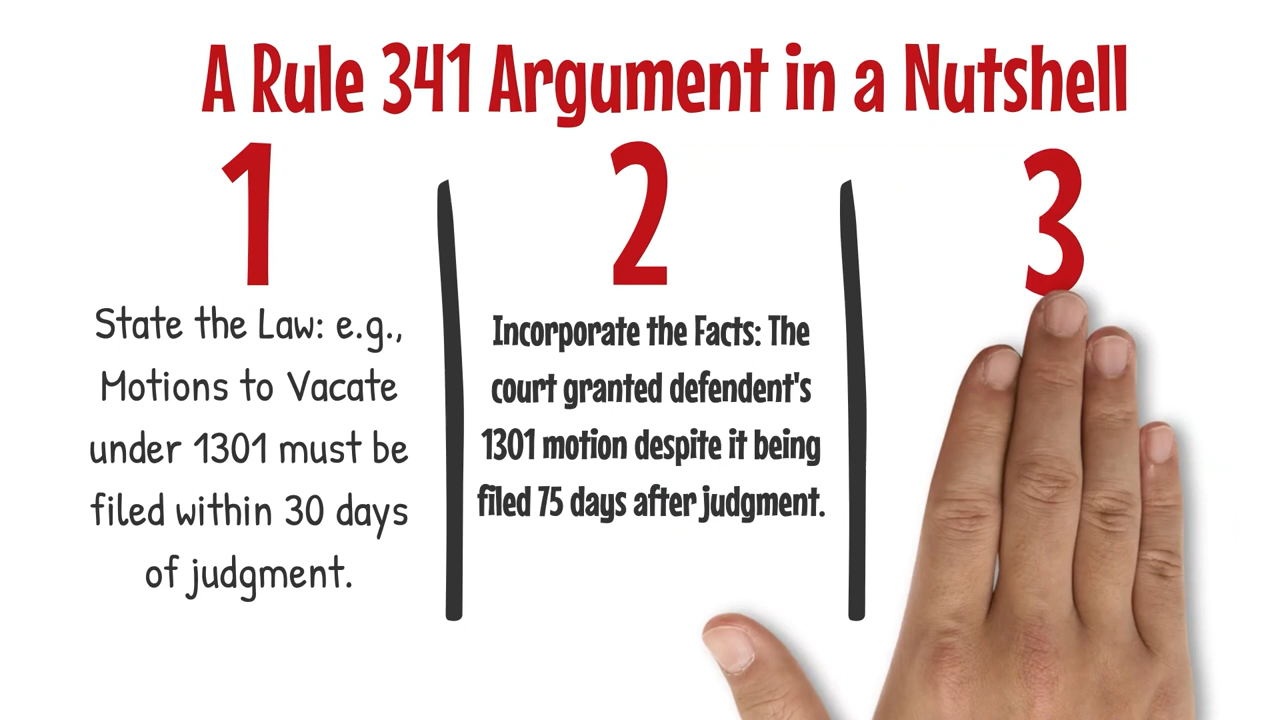 A Rule 341 Argument in a Nutshell
1
State the Law: e.g.,
Motions to Vacate
under 1301 must be
filed within 30 days
of judgment.
2
Incorporate the Facts: The
court granted defendent's
1301 motion despite it being
filed 75 days after judgment.
3